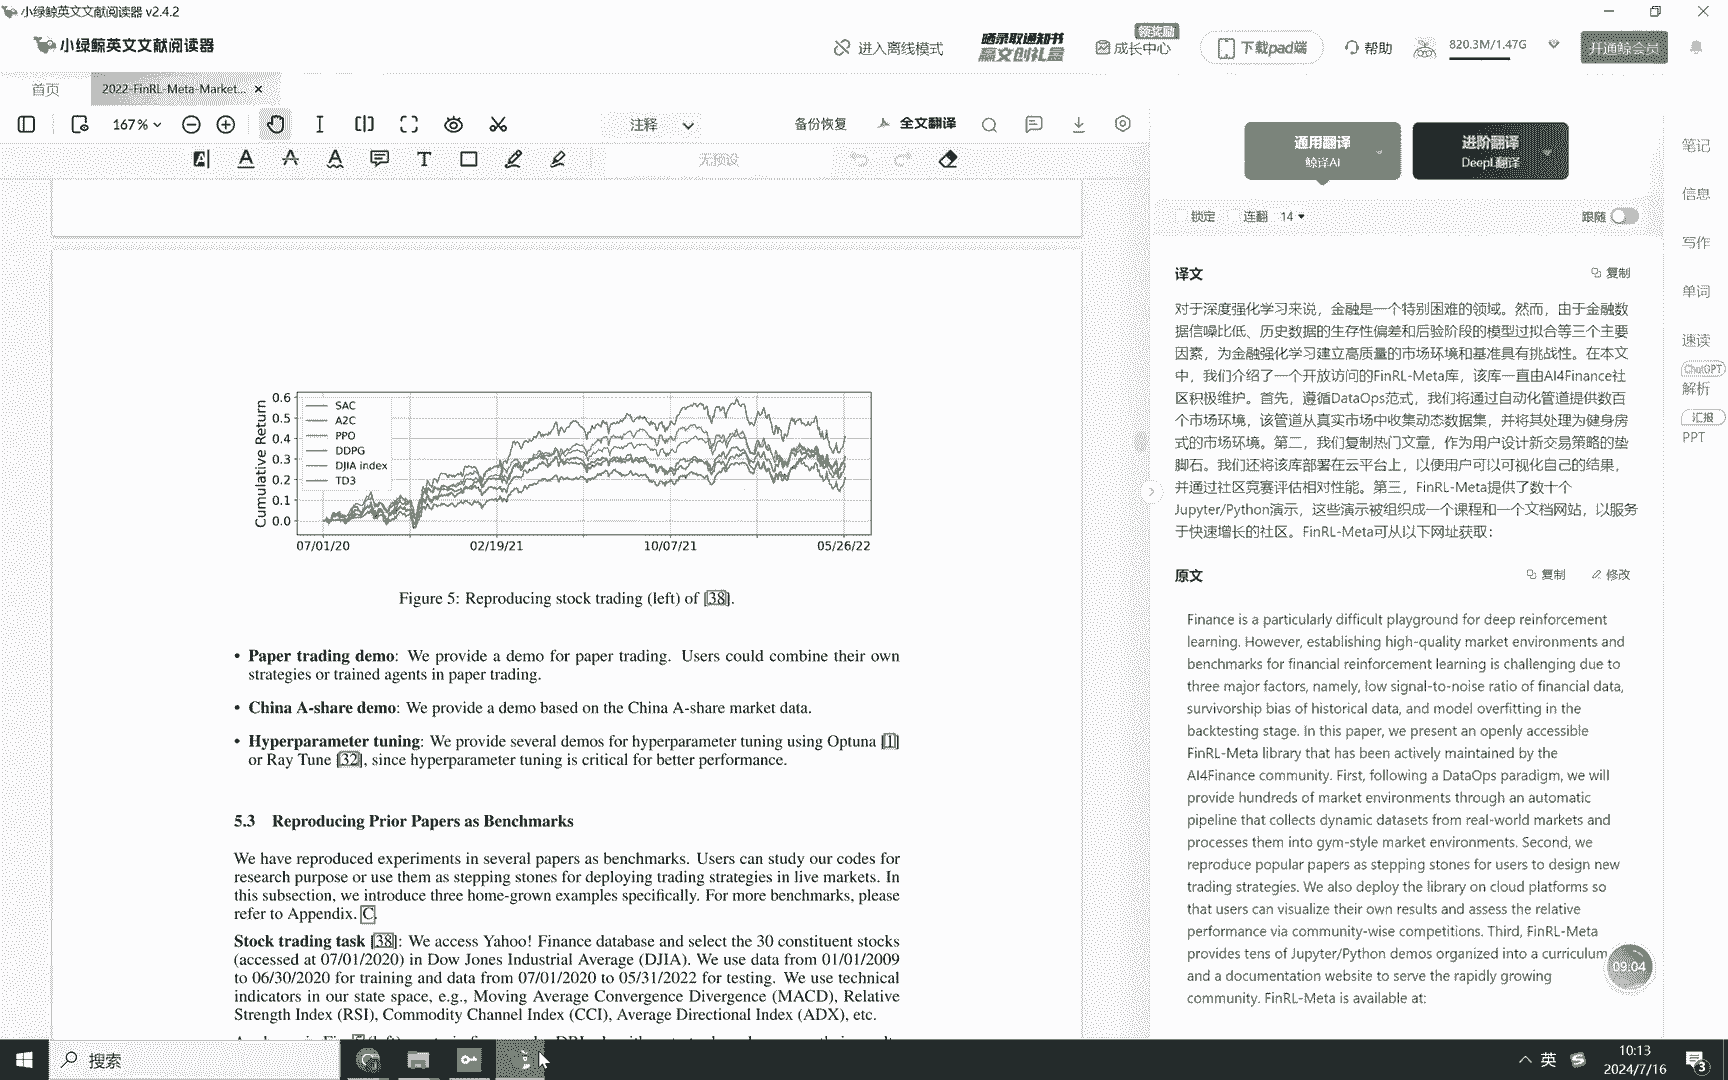 小绿鲸英文文献阅读器 v2.4.2
小绿鲸英文文献阅读器
进入离线模式
晒录取通知书
赢文创礼盒
领奖励
成长中心
下载pad端
帮助
820.3M/1.47G
开通鲸会员
首页
2022-FinRL-Meta-Market...
167%
注释
备份恢复
全文翻译
无预设
0.6
0.5
0.4
0.3
0.2
0.1
0.0
Cumulative Return
SAC
A2C
PPO
DDPG
DJIA index
TD3
07/01/20
02/19/21
10/07/21
05/26/22
Figure 5: Reproducing stock trading (left) of [38].
• Paper trading demo: We provide a demo for paper trading. Users could combine their own
strategies or trained agents in paper trading.
• China A-share demo: We provide a demo based on the China A-share market data.
• Hyperparameter tuning: We provide several demos for hyperparameter tuning using Optuna [1]
or Ray Tune [32], since hyperparameter tuning is critical for better performance.
5.3 Reproducing Prior Papers as Benchmarks
We have reproduced experiments in several papers as benchmarks. Users can study our codes for
research purpose or use them as stepping stones for deploying trading strategies in live markets. In
this subsection, we introduce three home-grown examples specifically. For more benchmarks, please
refer to Appendix. C.
Stock trading task [38]: We access Yahoo! Finance database and select the 30 constituent stocks
(accessed at 07/01/2020) in Dow Jones Industrial Average (DJIA). We use data from 01/01/2009
to 06/30/2020 for training and data from 07/01/2020 to 05/31/2022 for testing. We use technical
indicators in our state space, e.g., Moving Average Convergence Divergence (MACD), Relative
Strength Index (RSI), Commodity Channel Index (CCI), Average Directional Index (ADX), etc.
通用翻译
鲸译AI
进阶翻译
DeepL翻译
锁定
连翻
14
跟随
译文
复制
对于深度强化学习来说，金融是一个特别困难的领域。然而，由于金融数
据信噪比低、历史数据的生存性偏差和后验阶段的模型过拟合等三个主要
因素，为金融强化学习建立高质量的市场环境和基准具有挑战性。在本文
中，我们介绍了一个开放访问的FinRL-Meta库，该库一直由AI4Finance社
区积极维护。首先，遵循DataOps范式，我们将通过自动化管道提供数百
个市场环境，该管道从真实市场中收集动态数据集，并将其处理为健身房
式的市场环境。第二，我们复制热门文章，作为用户设计新交易策略的垫
脚石。我们还将该库部署在云平台上，以便用户可以可视化自己的结果，
并通过社区竞赛评估相对性能。第三，FinRL-Meta提供了数十个
Jupyter/Python演示，这些演示被组织成一个课程和一个文档网站，以服务
于快速增长的社区。FinRL-Meta可从以下网址获取：
原文
复制
修改
Finance is a particularly difficult playground for deep reinforcement
learning. However, establishing high-quality market environments and
benchmarks for financial reinforcement learning is challenging due to
three major factors, namely, low signal-to-noise ratio of financial data,
survivorship bias of historical data, and model overfitting in the
backtesting stage. In this paper, we present an openly accessible
FinRL-Meta library that has been actively maintained by the
AI4Finance community. First, following a DataOps paradigm, we will
provide hundreds of market environments through an automatic
pipeline that collects dynamic datasets from real-world markets and
processes them into gym-style market environments. Second, we
reproduce popular papers as stepping stones for users to design new
trading strategies. We also deploy the library on cloud platforms so
that users can visualize their own results and assess the relative
performance via community-wise competitions. Third, FinRL-Meta
provides tens of Jupyter/Python demos organized into a curriculum
and a documentation website to serve the rapidly growing
community. FinRL-Meta is available at:
09:04
笔记
信息
写作
单词
速读
ChatGPT
解析
汇报
PPT
搜索
英
10:13
2024/7/16
3